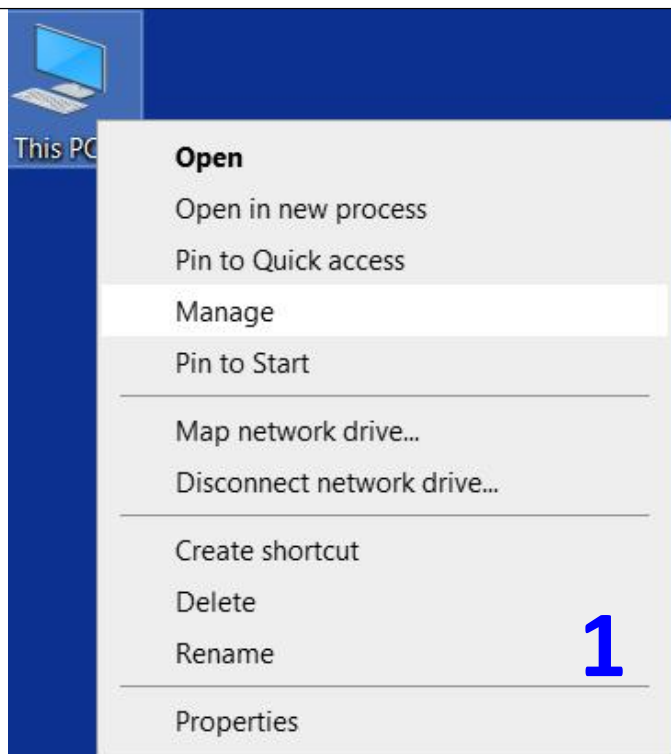 This PC
Open
Open in new process
Pin to Quick access
Manage
Pin to Start
Map network drive...
Disconnect network drive...
Create shortcut
Delete
Rename
1
Properties